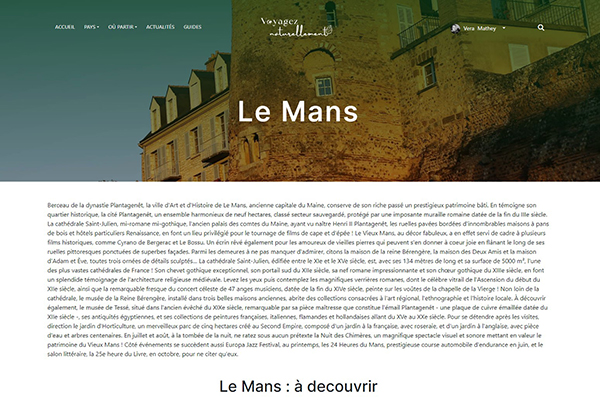 ACCUEIL PAYS OÙ PARTIR ACTUALITÉS GUIDES
Voyagez
naturellement
Vera Mathey
Le Mans
Berceau de la dynastie Plantagenêt, la ville d'Art et d'Histoire de Le Mans, ancienne capitale du Maine, conserve de son riche passé un prestigieux patrimoine bâti. En témoigne son
quartier historique, la cité Plantagenêt, un ensemble harmonieux de neuf hectares, classé secteur sauvegardé, protégé par une imposante muraille romaine datée de la fin du IIIe siècle.
La cathédrale Saint-Julien, mi-romane mi-gothique, l'ancien palais des comtes du Maine, ayant vu naître Henri II Plantagenêt, les ruelles pavées bordées d'innombrables maisons à pans
de bois et hôtels particuliers Renaissance, en font un lieu privilégié pour le tournage de films de cape et d'épée ! Le Vieux Mans, au décor fabuleux, a en effet servi de cadre à plusieurs
films historiques, comme Cyrano de Bergerac et Le Bossu. Un écrin rêvé également pour les amoureux de vieilles pierres qui peuvent s'en donner à coeur joie en flânant le long de ses
ruelles pittoresques ponctuées de superbes façades. Parmi les demeures à ne pas manquer d'admirer, citons la maison de la reine Bérengère, la maison des Deux Amis et la maison
d'Adam et Ève, toutes trois ornées de détails sculptés... La cathédrale Saint-Julien, édifiée entre le XIe et le XVe siècle, est, avec ses 134 mètres de long et sa surface de 5000 m², l'une
des plus vastes cathédrales de France ! Son chevet gothique exceptionnel, son portail sud du XIIe siècle, sa nef romane impressionnante et son chœur gothique du XIIIe siècle, en font
un splendide témoignage de l'architecture religieuse médiévale. Levez les yeux puis contemplez les magnifiques verrières romanes, dont le célèbre vitrail de l'Ascension du début du
XIIe siècle, ainsi que la remarquable fresque du concert céleste de 47 anges musiciens, datée de la fin du XIVe siècle, peinte sur les voûtes de la chapelle de la Vierge ! Non loin de la
cathédrale, le musée de la Reine Bérengère, installé dans trois belles maisons anciennes, abrite des collections consacrées à l'art régional, l'ethnographie et l'histoire locale. À découvrir
également, le musée de Tessé, situé dans l'ancien évêché du XIXe siècle, remarquable par sa pièce maîtresse que constitue l'émail Plantagenêt - une plaque de cuivre émaillée datée du
XIIe siècle -, ses antiquités égyptiennes, et ses collections de peintures françaises, italiennes, flamandes et hollandaises allant du XVe au XXe siècle. Pour se détendre après les visites,
direction le jardin d'Horticulture, un merveilleux parc de cinq hectares créé au Second Empire, composé d'un jardin à la française, avec roseraie, et d'un jardin à l'anglaise, avec pièce
d'eau et arbres centenaires. En juillet et août, à la tombée de la nuit, ne ratez sous aucun prétexte la Nuit des Chimères, un magnifique spectacle visuel et sonore mettant en valeur le
patrimoine du Vieux Mans ! Côté événements se succèdent aussi Europa Jazz Festival, au printemps, les 24 Heures du Mans, prestigieuse course automobile d'endurance en juin, et le
salon littéraire, la 25e heure du Livre, en octobre, pour ne citer qu'eux.
Le Mans : à decouvrir